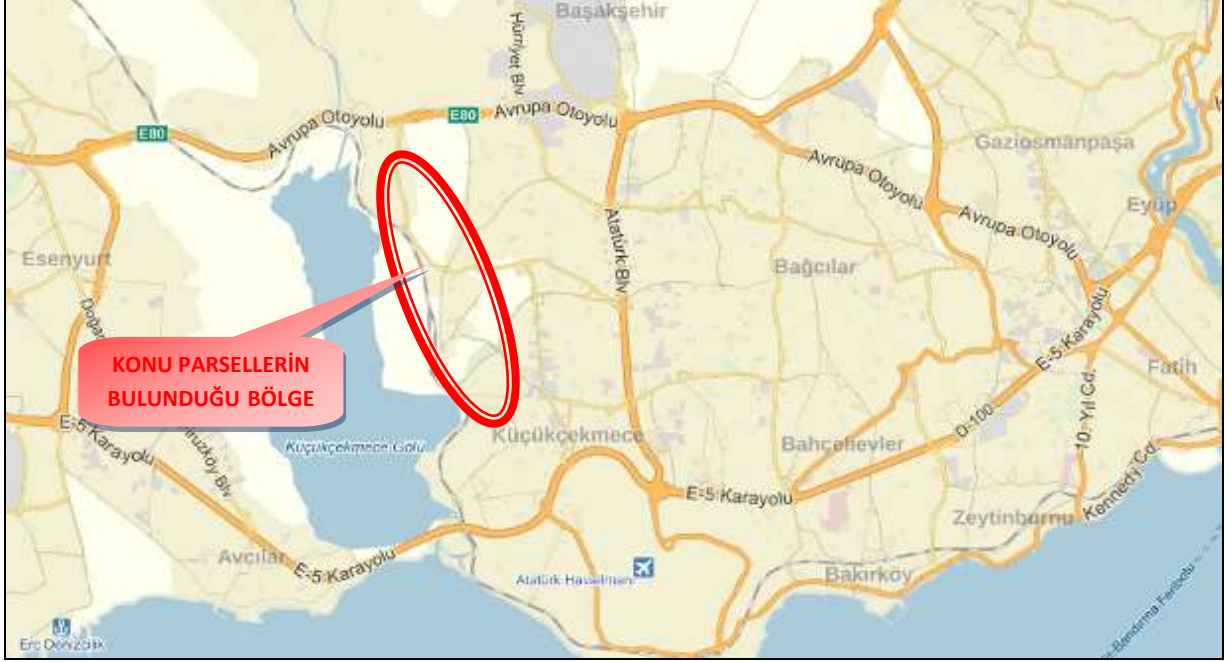 Başakşehir
Hürriyet Blv
E80
Avrupa Otoyolu
E80
Avrupa Otoyolu
Gaziosmanpaşa
Avrupa Otoyolu
Eyüp
Avrupa Otoyolu
Atatürk Blv
Esenyurt
Bağcılar
KONU PARSELLERİN
BULUNDUĞU BÖLGE
E-5 Karayolu
Fatih
10. Yıl Cd.
D-100
Küçükçekmece
Bahçelievler
E-5 Karayolu
Küçükçekmece Gölü
Kennedy Cd.
E-5 Karayolu
Zeytinburnu
Avcılar
E-5 Karayolu
Atatürk Havalimanı
Bakırköy
-Bandırma Feribotu